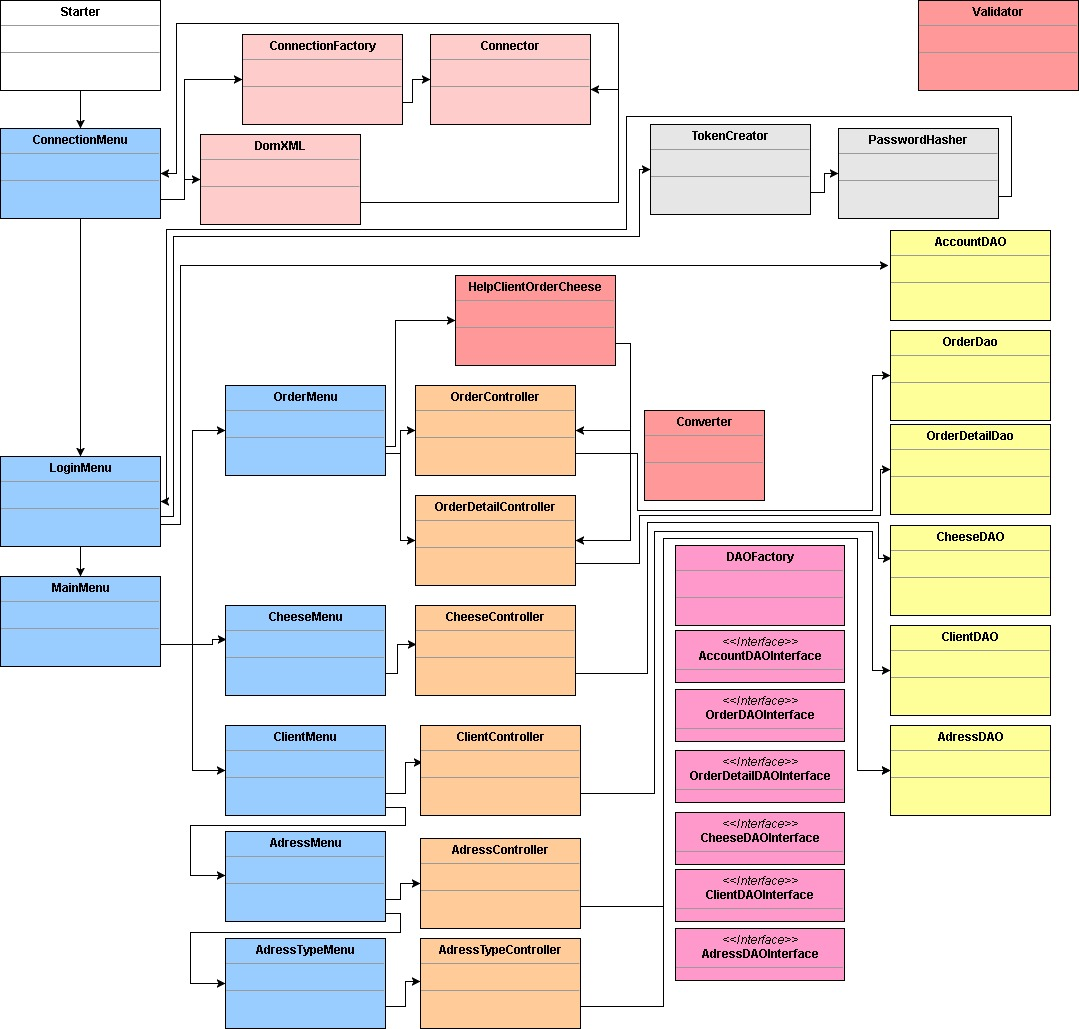 Starter
Validator
ConnectionFactory
Connector
ConnectionMenu
DomXML
TokenCreator
PasswordHasher
AccountDAO
HelpClientOrderCheese
OrderDao
OrderMenu
OrderController
Converter
OrderDetailDao
LoginMenu
OrderDetailController
CheeseDAO
DAOFactory
MainMenu
CheeseMenu
CheeseController
<<Interface>>
AccountDAOInterface
ClientDAO
<<Interface>>
OrderDAOInterface
ClientMenu
ClientController
AdressDAO
<<Interface>>
OrderDetailDAOInterface
<<Interface>>
CheeseDAOInterface
AdressMenu
AdressController
<<Interface>>
ClientDAOInterface
AdressTypeMenu
AdressTypeController
<<Interface>>
AdressDAOInterface